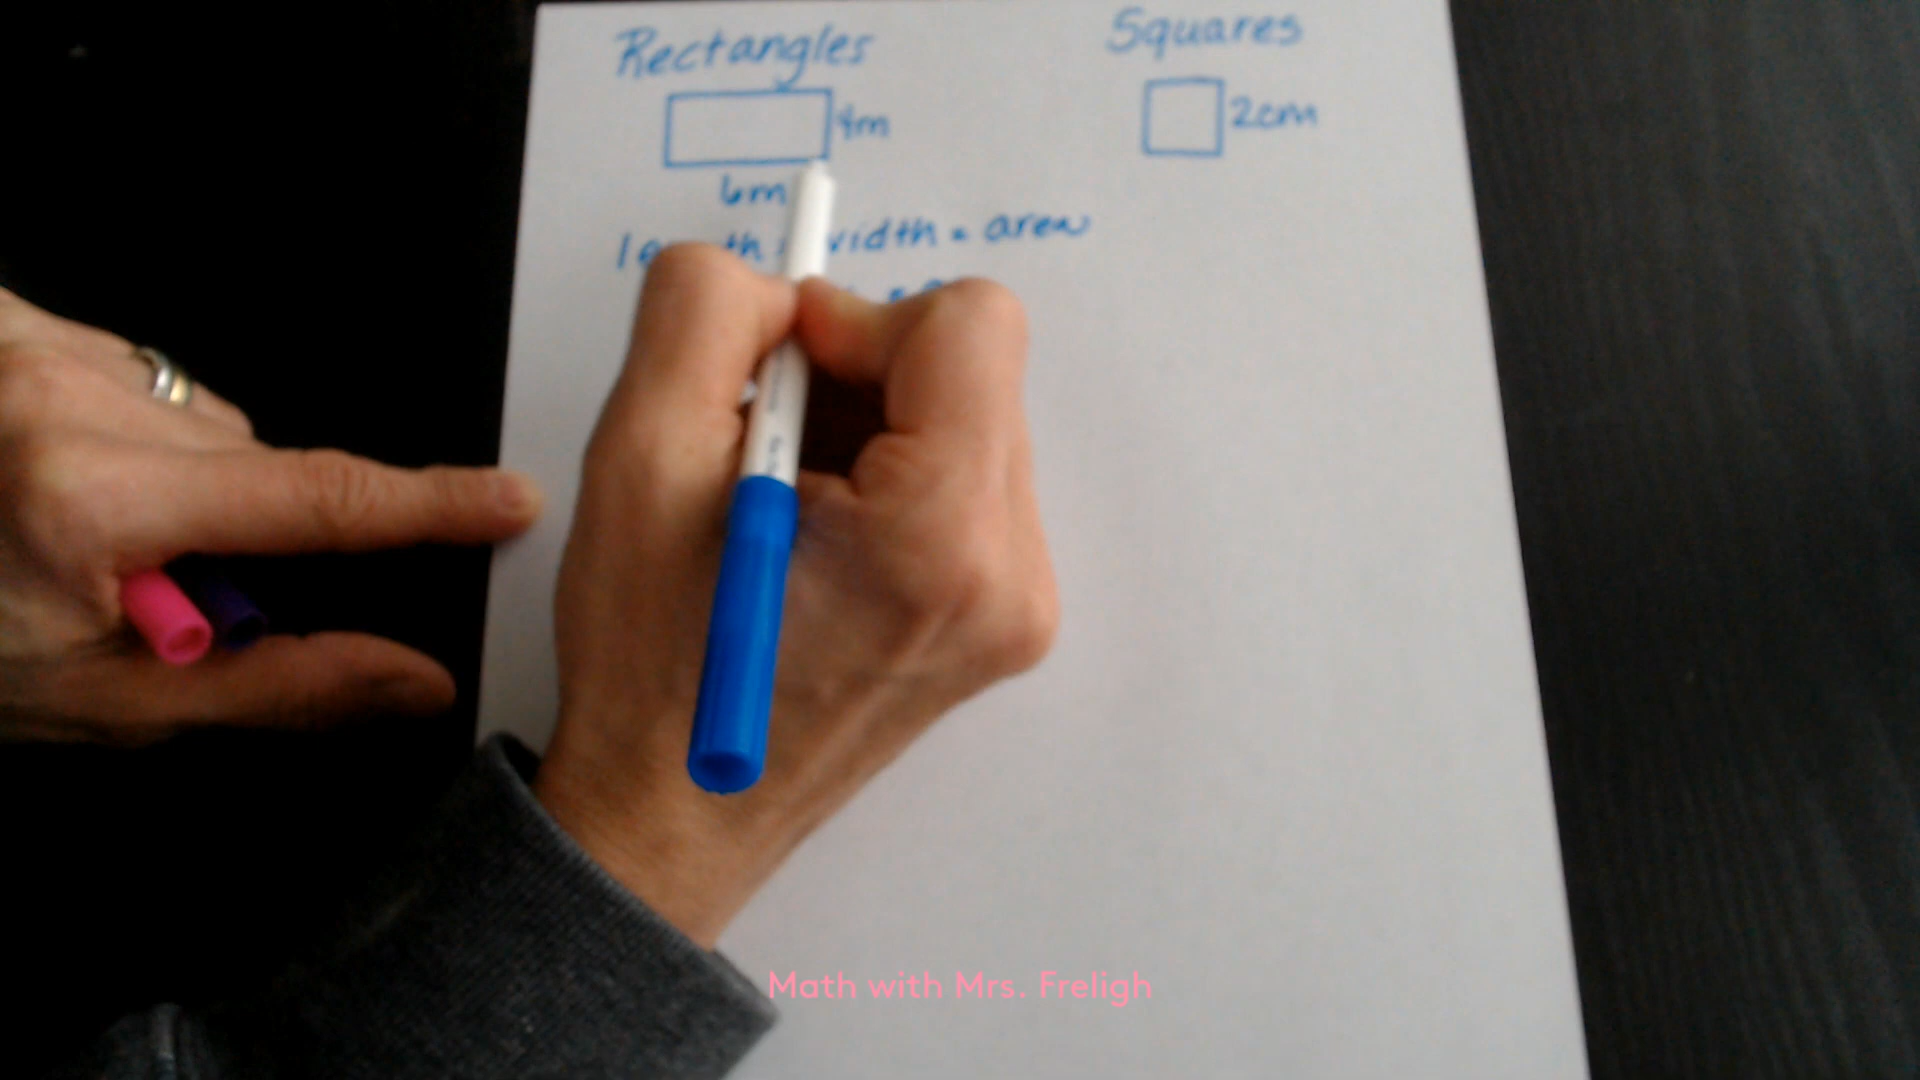 Rectangles
Squares
4m
2cm
6m
width = area
Math with Mrs. Freligh